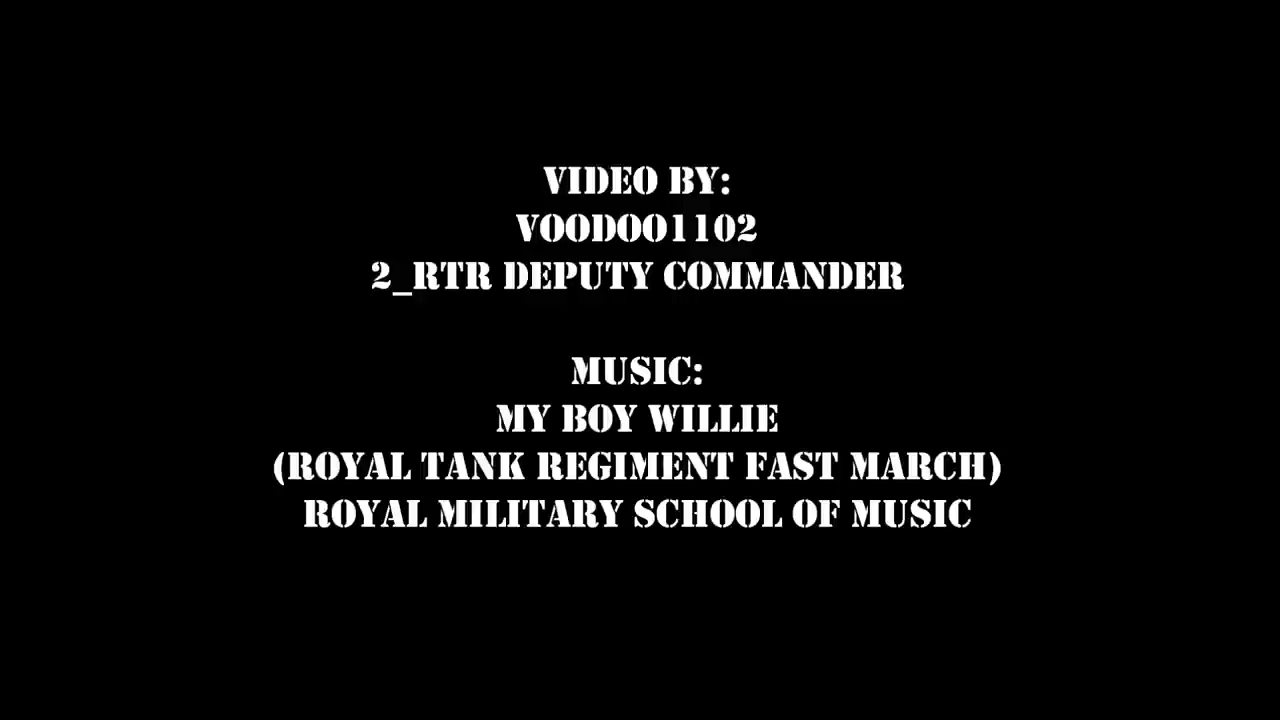 VIDEO BY:
VOODOO1102
2_RTR DEPUTY COMMANDER
MUSIC:
MY BOY WILLIE
(ROYAL TANK REGIMENT FAST MARCH)
ROYAL MILITARY SCHOOL OF MUSIC